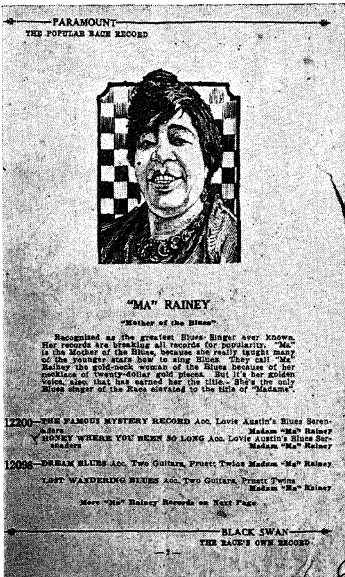 PARAMOUNT
THE POPULAR RACE RECORD
"MA" RAINEY
"Mother of the Blues"
Recognized as the greatest Blues Singer ever known.
Her records are breaking all records for popularity. "Ma"
is the Mother of the Blues, because she really taught many
of the younger stars how to sing Blues. They call "Ma"
Rainey the gold-neck woman of the Blues because of her
necklace of twenty-dollar gold pieces. But it's her golden
voice, also, that has earned her the title. She's the only
Blues singer of the Race elevated to the title of "Madame".
12200—THE FAMOUS MYSTERY RECORD Acc. Lovie Austin's Blues Seren-
aders Madam "Ma" Rainey
HONEY WHERE YOU BEEN SO LONG Acc. Lovie Austin's Blues Ser-
enaders Madam "Ma" Rainey
12098—DREAM BLUES Acc. Two Guitars, Pruett Twins Madam "Ma" Rainey
LOST WANDERING BLUES Acc. Two Guitars, Pruett Twins
Madam "Ma" Rainey
More "Ma" Rainey Records on Next Page
BLACK SWAN
THE RACE'S OWN RECORD